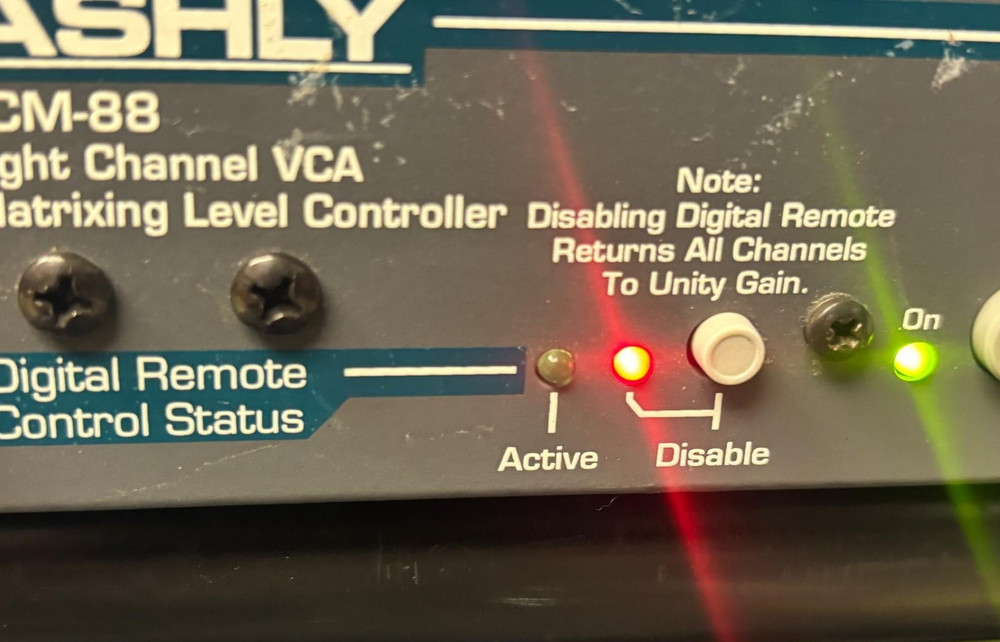 ASHLY
CM-88
ght Channel VCA
latrixing Level Controller
Note:
Disabling Digital Remote
Returns All Channels
To Unity Gain.
On
Digital Remote
Control Status
Active
Disable